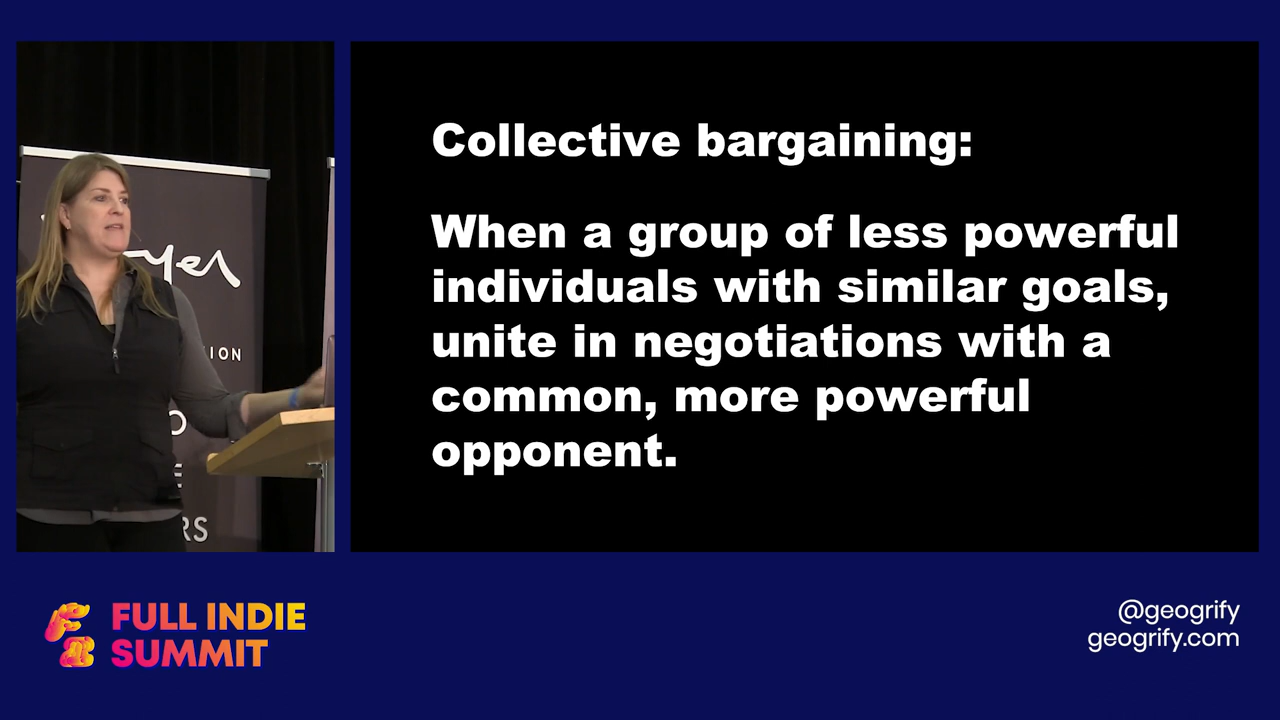 Collective bargaining:
When a group of less powerful
individuals with similar goals,
unite in negotiations with a
common, more powerful
opponent.
FULL INDIE
SUMMIT
@geogrify
geogrify.com